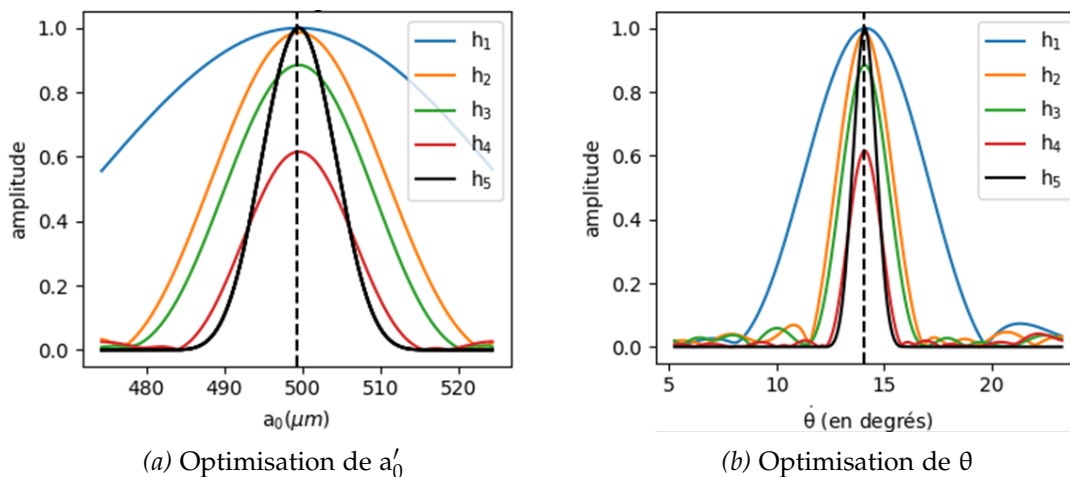 1.0
0.8
0.6
0.4
0.2
0.0
amplitude
480 490 500 510 520
a₀(μm)
h₁
h₂
h₃
h₄
h₅
(a) Optimisation de a′₀
1.0
0.8
0.6
0.4
0.2
0.0
amplitude
5 10 15 20
θ̇ (en degrés)
h₁
h₂
h₃
h₄
h₅
(b) Optimisation de θ